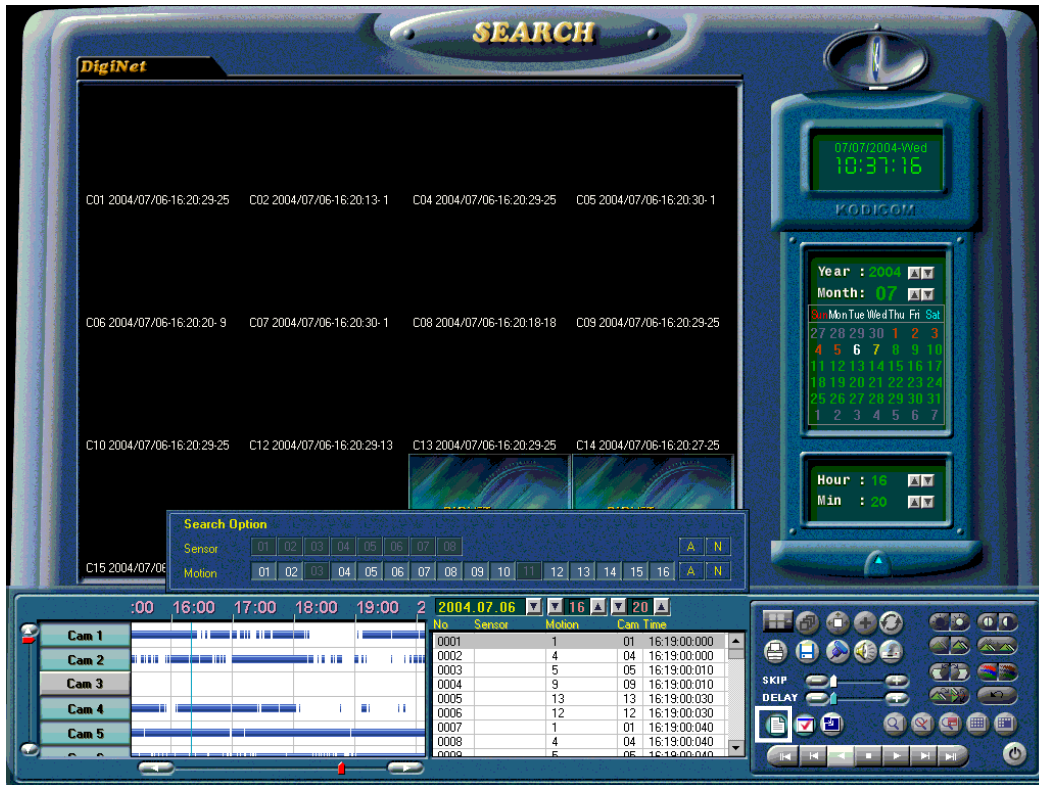 SEARCH
DigiNet
07/07/2004-Wed
10:37:16
KODICOM
C01 2004/07/06-16:20:29-25 C02 2004/07/06-16:20:13- 1 C04 2004/07/06-16:20:29-25 C05 2004/07/06-16:20:30- 1
Year : 2004
Month: 07
Sun Mon Tue Wed Thu Fri Sat
27 28 29 30 1 2 3
4 5 6 7 8 9 10
11 12 13 14 15 16 17
18 19 20 21 22 23 24
25 26 27 28 29 30 31
1 2 3 4 5 6 7
C06 2004/07/06-16:20:20- 9 C07 2004/07/06-16:20:30- 1 C08 2004/07/06-16:20:18-18 C09 2004/07/06-16:20:29-25
C10 2004/07/06-16:20:29-25 C12 2004/07/06-16:20:29-13 C13 2004/07/06-16:20:29-25 C14 2004/07/06-16:20:27-25
Hour : 16
Min : 20
Search Option
Sensor 01 02 03 04 05 06 07 08 A N
Motion 01 02 03 04 05 06 07 08 09 10 11 12 13 14 15 16 A N
C15 2004/07/06
:00 16:00 17:00 18:00 19:00 2
Cam 1
Cam 2
Cam 3
Cam 4
Cam 5
2004.07.06 16 20
No Sensor Motion Cam Time
0001 1 01 16:19:00:000
0002 4 04 16:19:00:000
0003 5 05 16:19:00:010
0004 9 09 16:19:00:010
0005 13 13 16:19:00:030
0006 12 12 16:19:00:030
0007 1 01 16:19:00:040
0008 4 04 16:19:00:040
0009 5 05 16:19:00:040
SKIP
DELAY